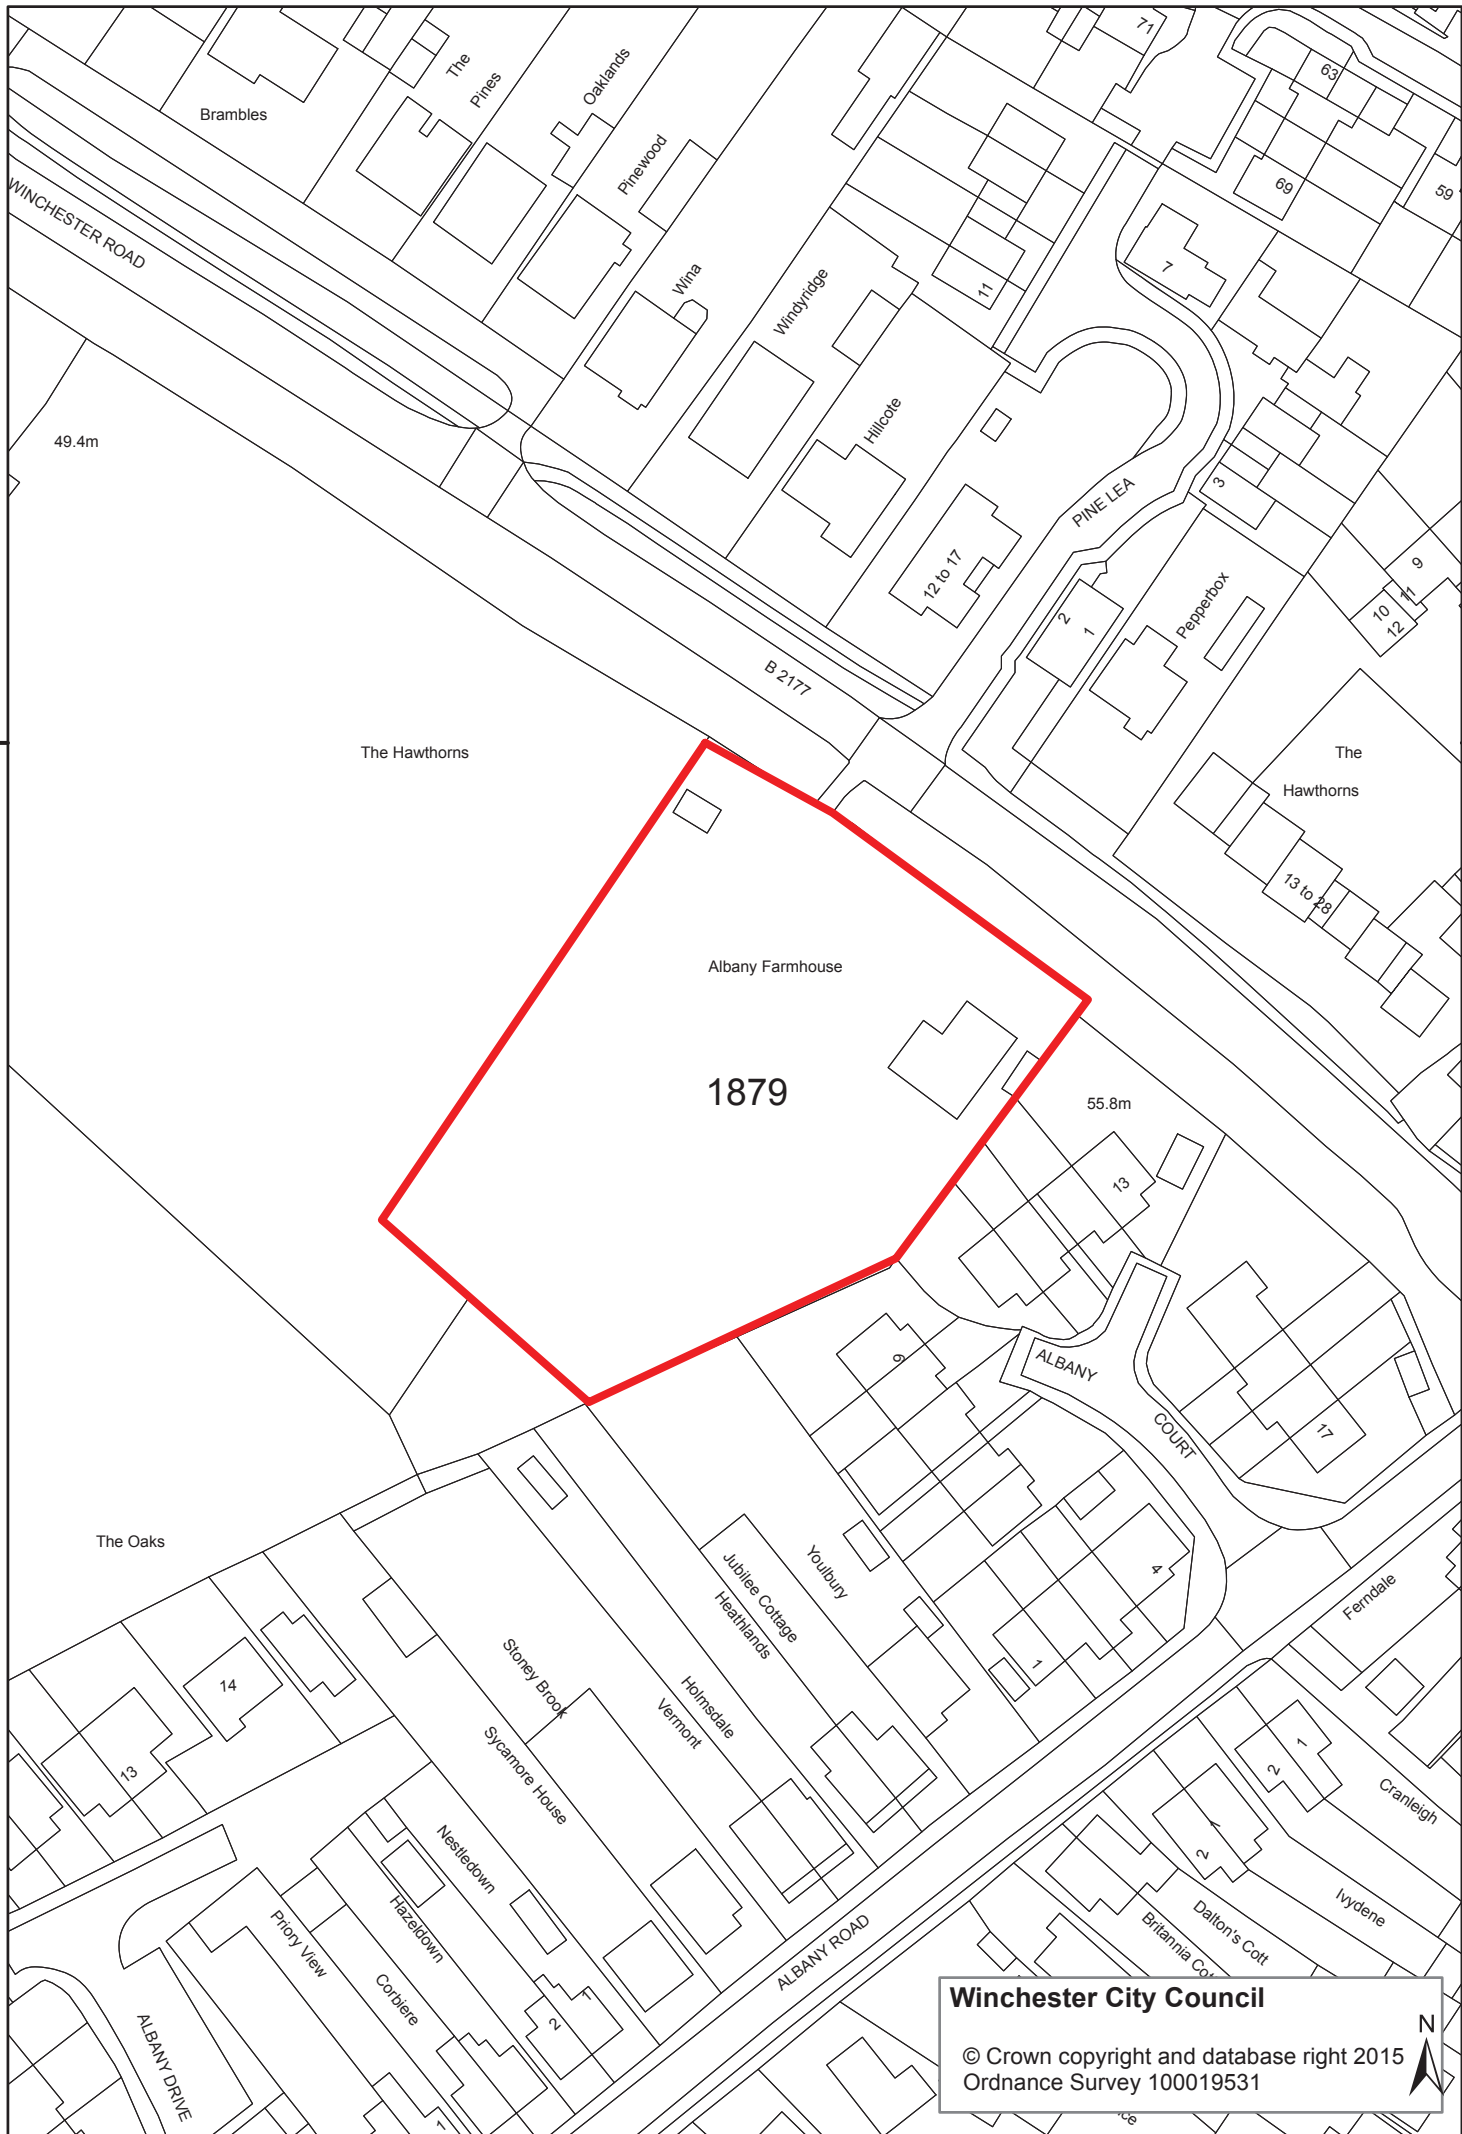 71
63
The
Pines
Oaklands
Brambles
Pinewood
69
59
WINCHESTER ROAD
Wina
Windyridge
11
7
49.4m
Hillcote
PINE LEA
3
12 to 17
9
11
10
12
2
1
Pepperbox
B 2177
The Hawthorns
The
Hawthorns
13 to 28
Albany Farmhouse
1879
55.8m
13
9
ALBANY
COURT
17
The Oaks
Youlbury
Jubilee Cottage
Heathlands
4
1
Ferndale
Stoney Brook
Holmsdale
Vermont
14
13
Sycamore House
1
2
Cranleigh
1
2
Nestledown
Ivydene
Hazeldown
Dalton's Cott
Britannia Co
Priory View
Corbiere
ALBANY ROAD
1
2
ALBANY DRIVE
1
Winchester City Council
N
© Crown copyright and database right 2015
Ordnance Survey 100019531